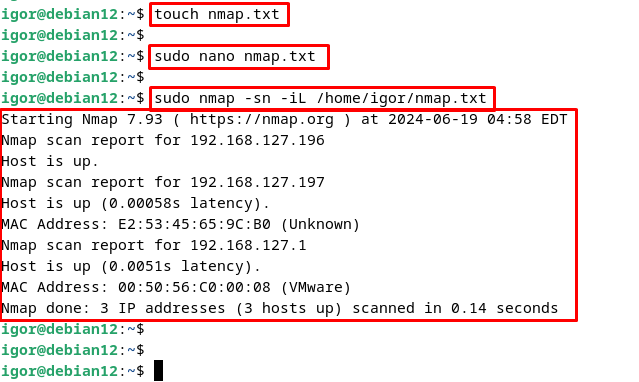 igor@debian12:~$ touch nmap.txt
igor@debian12:~$
igor@debian12:~$ sudo nano nmap.txt
igor@debian12:~$
igor@debian12:~$ sudo nmap -sn -iL /home/igor/nmap.txt
Starting Nmap 7.93 ( https://nmap.org ) at 2024-06-19 04:58 EDT
Nmap scan report for 192.168.127.196
Host is up.
Nmap scan report for 192.168.127.197
Host is up (0.00058s latency).
MAC Address: E2:53:45:65:9C:B0 (Unknown)
Nmap scan report for 192.168.127.1
Host is up (0.0051s latency).
MAC Address: 00:50:56:C0:00:08 (VMware)
Nmap done: 3 IP addresses (3 hosts up) scanned in 0.14 seconds
igor@debian12:~$
igor@debian12:~$
igor@debian12:~$